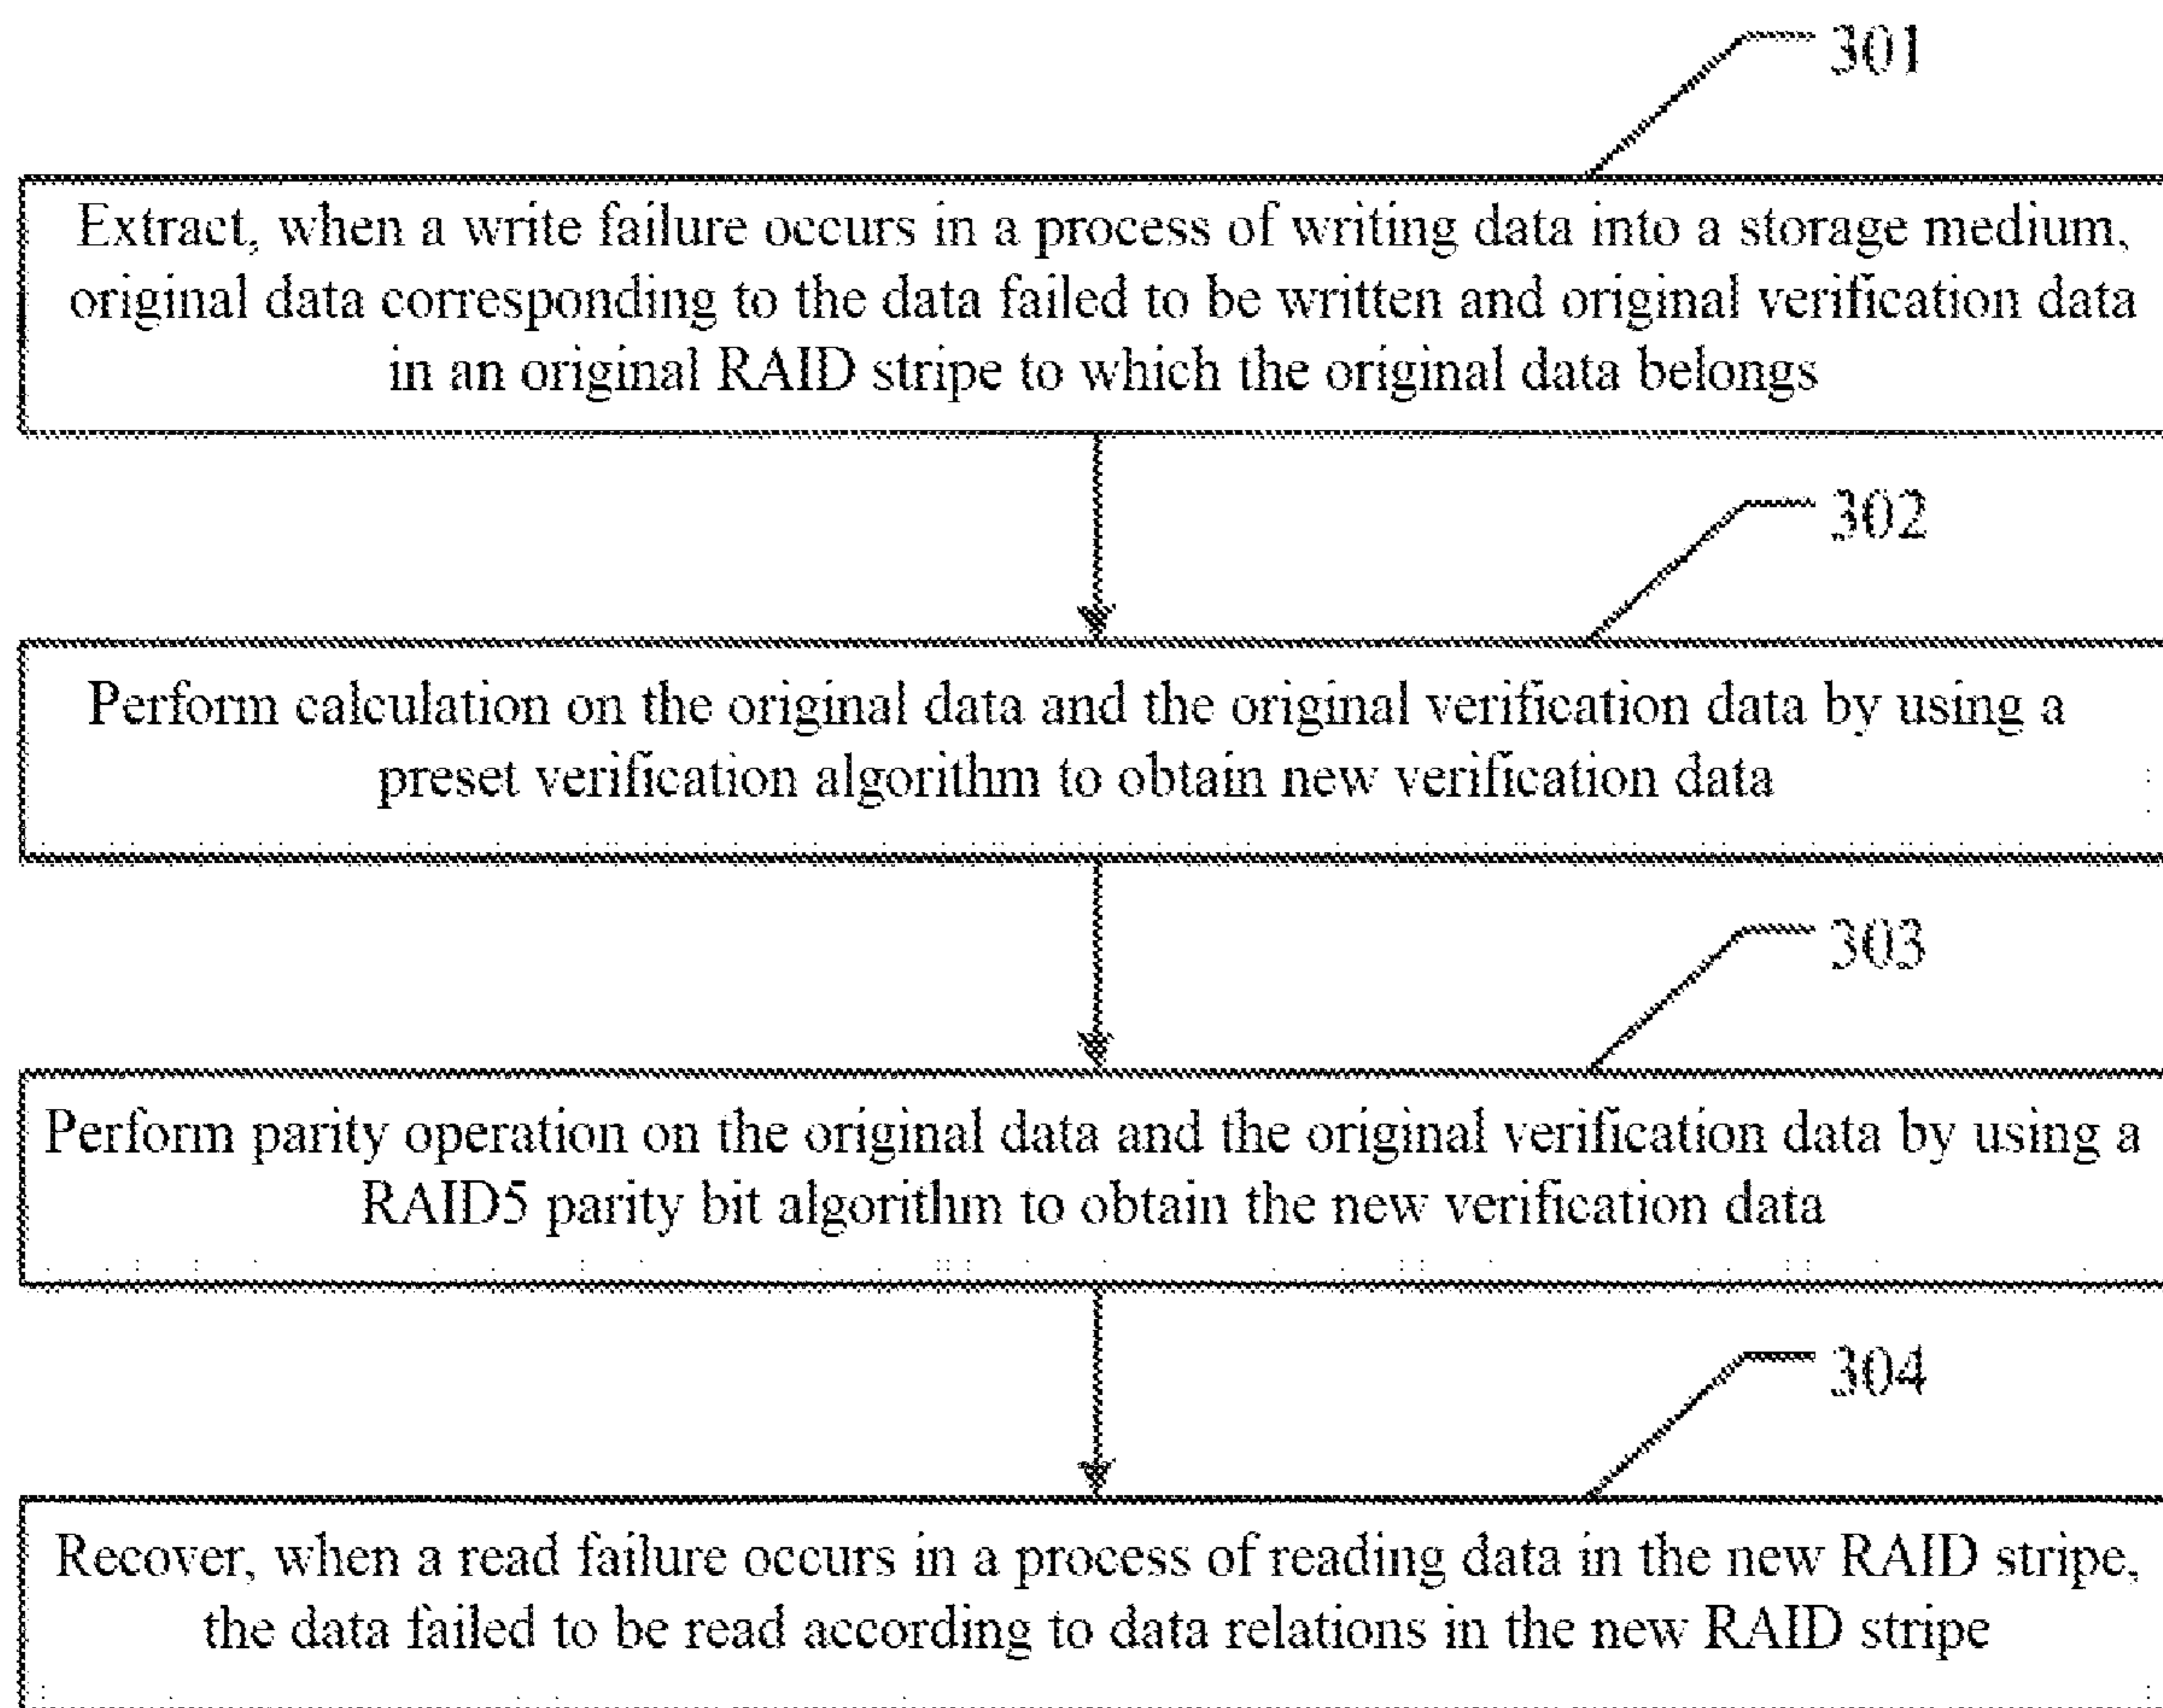 301
Extract, when a write failure occurs in a process of writing data into a storage medium,
original data corresponding to the data failed to be written and original verification data
in an original RAID stripe to which the original data belongs
302
Perform calculation on the original data and the original verification data by using a
preset verification algorithm to obtain new verification data
303
Perform parity operation on the original data and the original verification data by using a
RAID5 parity bit algorithm to obtain the new verification data
304
Recover, when a read failure occurs in a process of reading data in the new RAID stripe,
the data failed to be read according to data relations in the new RAID stripe